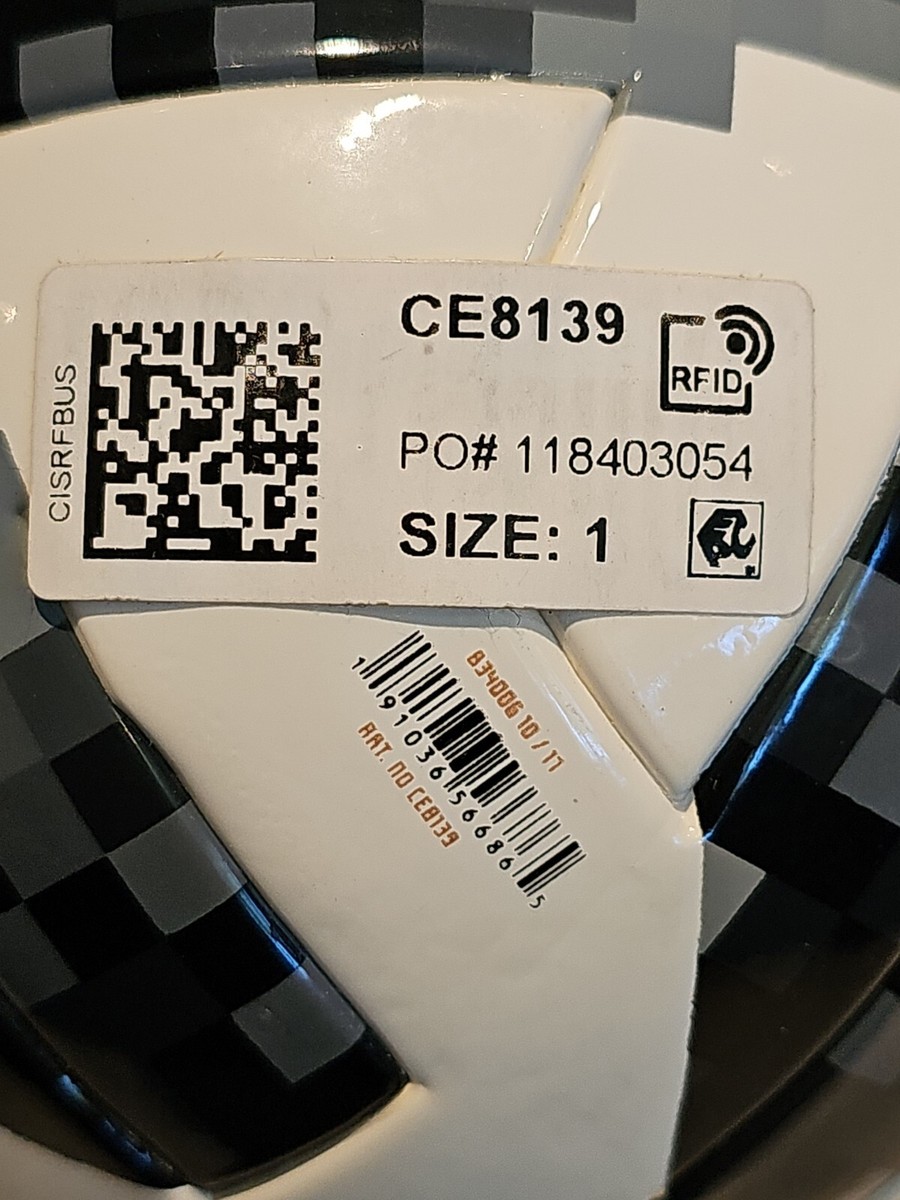 CISRFBUS
CE8139
RFID
PO# 118403054
SIZE: 1
834006 10/17
1 91036 56686 5
ART. NO CE8139